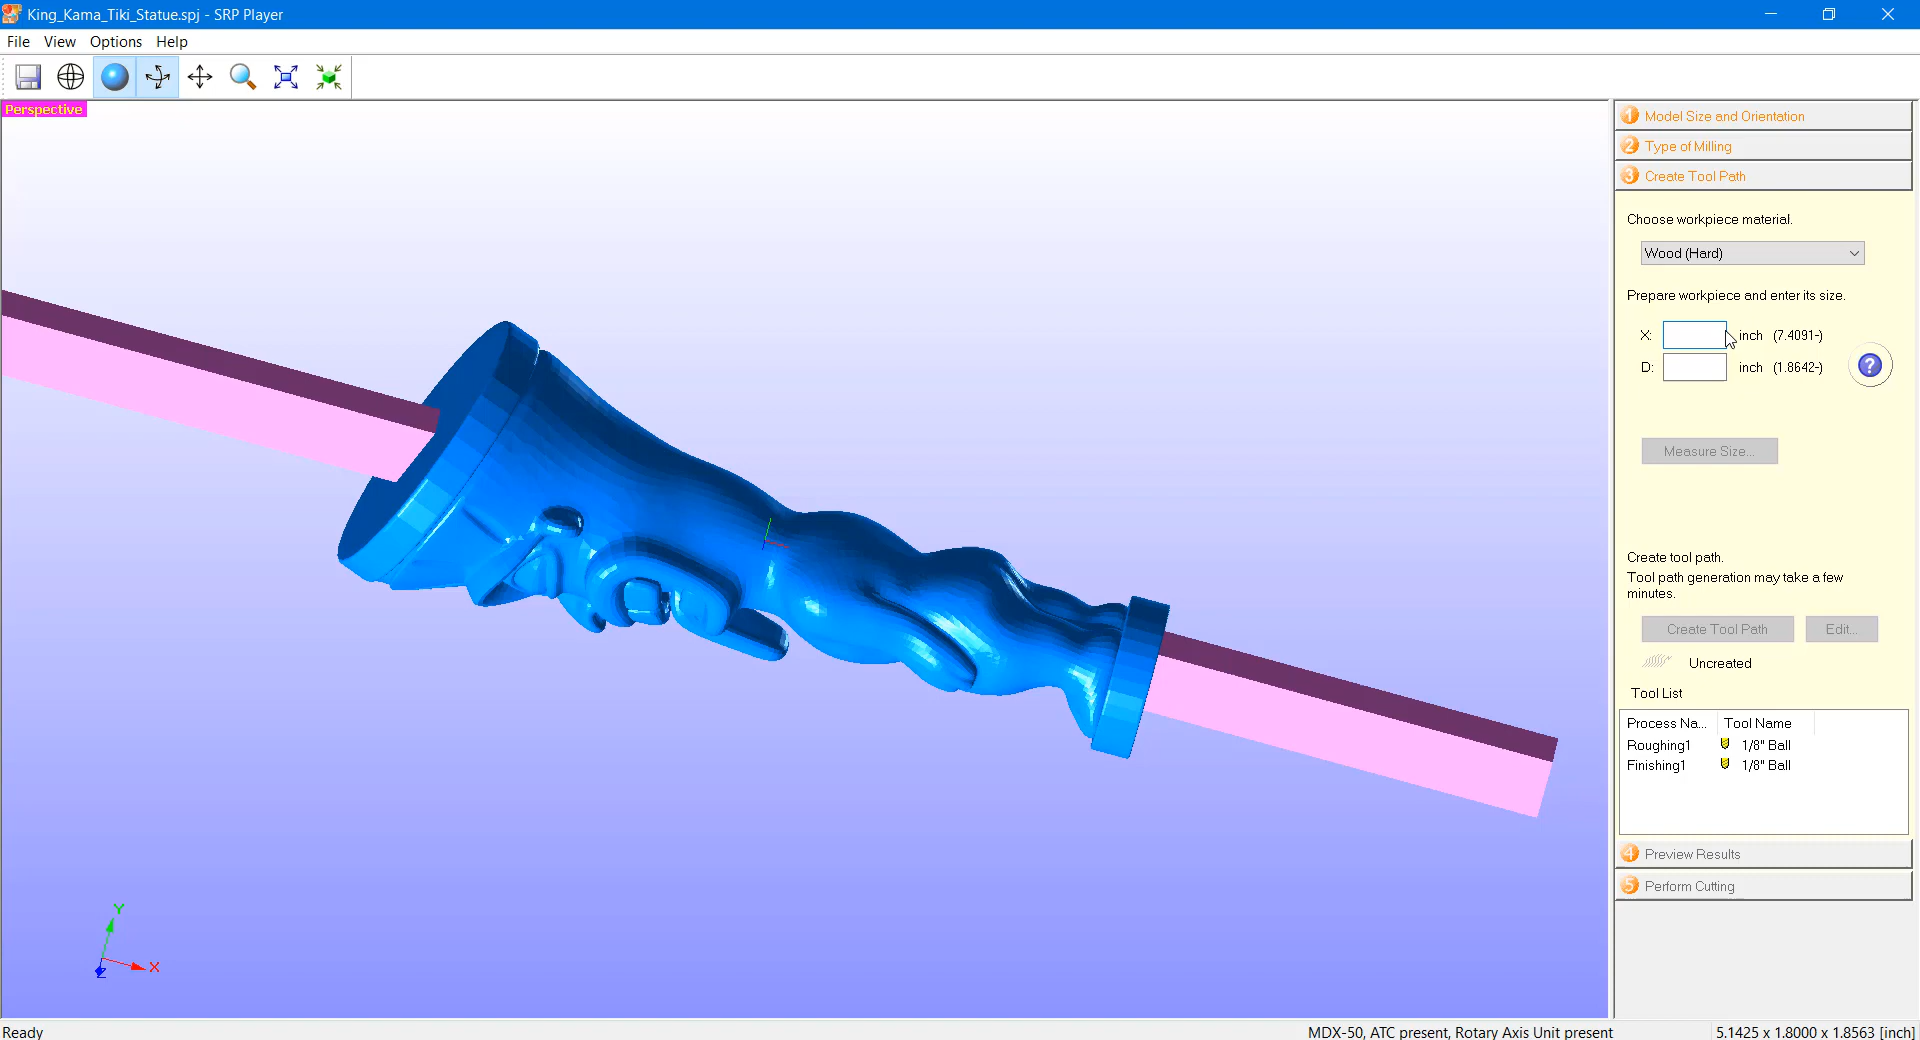 King_Kama_Tiki_Statue.spj - SRP Player
File View Options Help
Perspective
1 Model Size and Orientation
2 Type of Milling
3 Create Tool Path
Choose workpiece material.
Wood (Hard)
Prepare workpiece and enter its size.
X: inch (7.4091-)
D: inch (1.8642-)
?
Measure Size...
Create tool path.
Tool path generation may take a few
minutes.
Create Tool Path Edit...
Uncreated
Tool List
Process Na... Tool Name
Roughing1 1/8" Ball
Finishing1 1/8" Ball
4 Preview Results
5 Perform Cutting
Y
X
Z
Ready MDX-50, ATC present, Rotary Axis Unit present 5.1425 x 1.8000 x 1.8563 [inch]